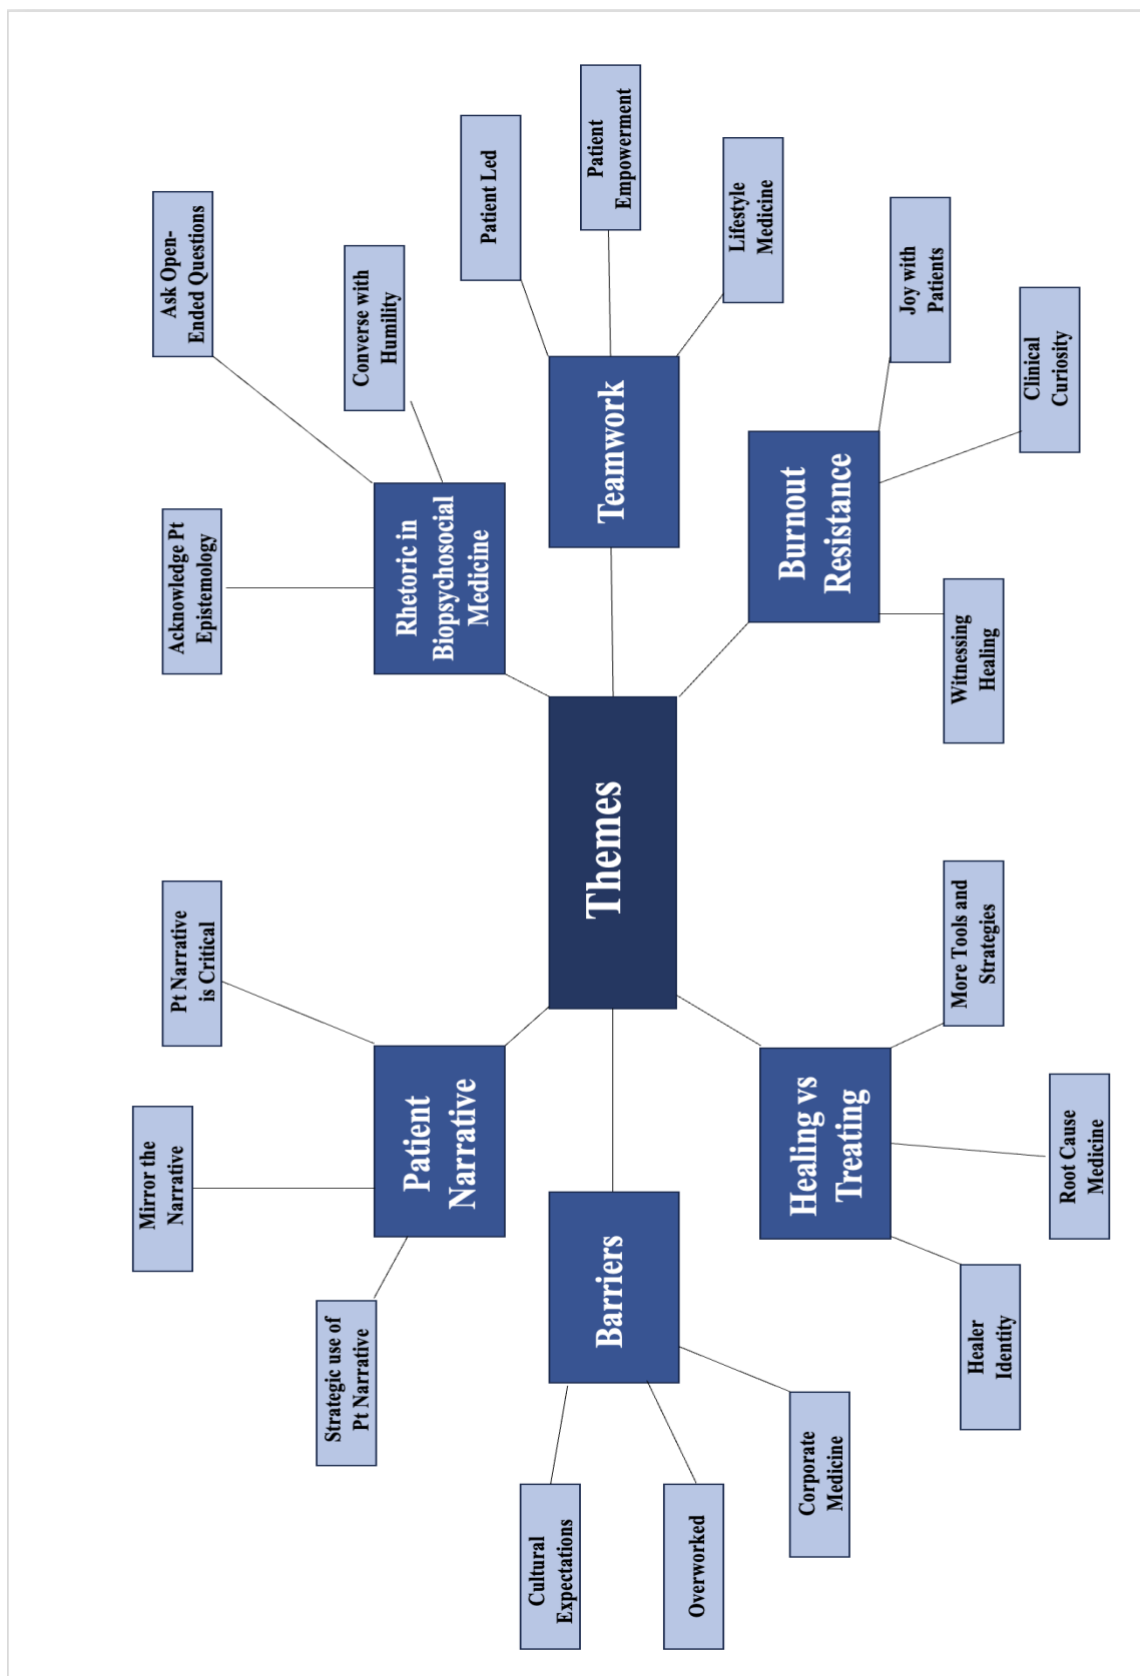 Mirror the
Narrative
Pt Narrative
is Critical
Acknowledge Pt
Epistemology
Ask Open-
Ended Questions
Strategic use of
Pt Narrative
Patient
Narrative
Rhetoric in
Biopsychosocial
Medicine
Converse with
Humility
Cultural
Expectations
Barriers
Themes
Teamwork
Patient Led
Patient
Empowerment
Overworked
Lifestyle
Medicine
Corporate
Medicine
Healing vs
Treating
Burnout
Resistance
Joy with
Patients
Healer
Identity
More Tools and
Strategies
Witnessing
Healing
Clinical
Curiosity
Root Cause
Medicine